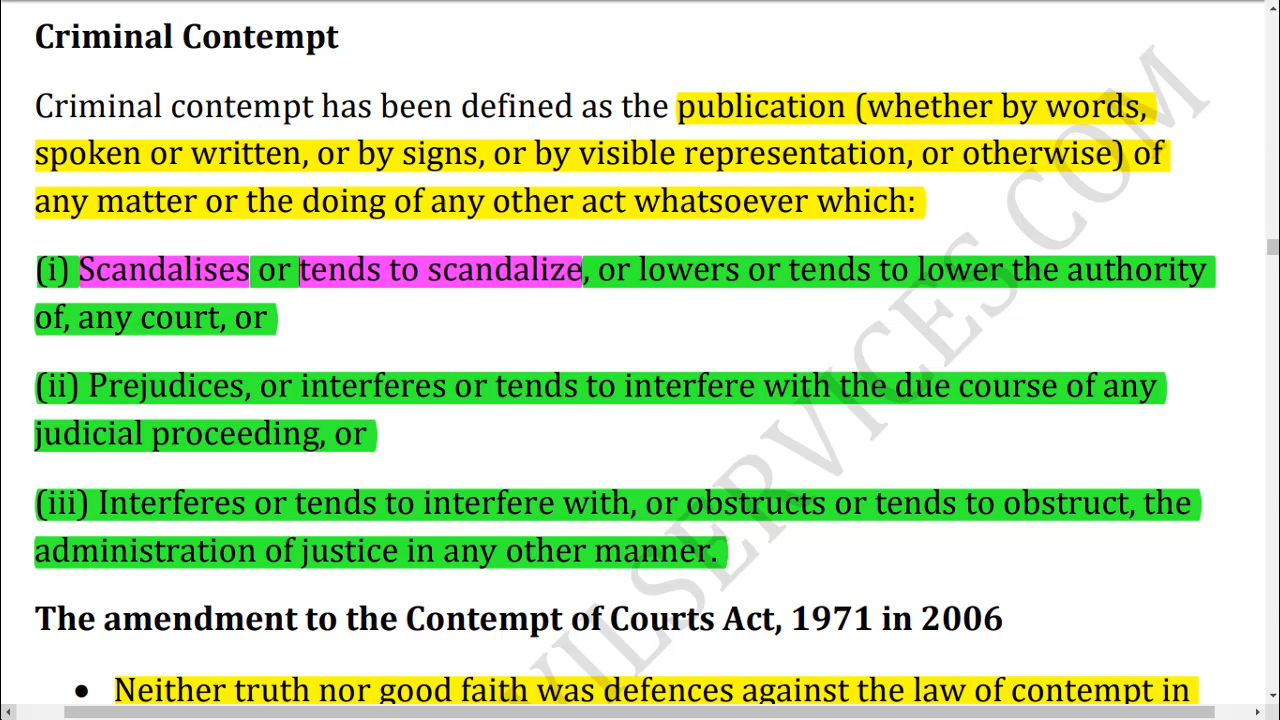 Criminal Contempt
Criminal contempt has been defined as the publication (whether by words,
spoken or written, or by signs, or by visible representation, or otherwise) of
any matter or the doing of any other act whatsoever which:
(i) Scandalises or tends to scandalize, or lowers or tends to lower the authority
of, any court, or
(ii) Prejudices, or interferes or tends to interfere with the due course of any
judicial proceeding, or
(iii) Interferes or tends to interfere with, or obstructs or tends to obstruct, the
administration of justice in any other manner.
The amendment to the Contempt of Courts Act, 1971 in 2006
• Neither truth nor good faith was defences against the law of contempt in
VILSERVICES.COM